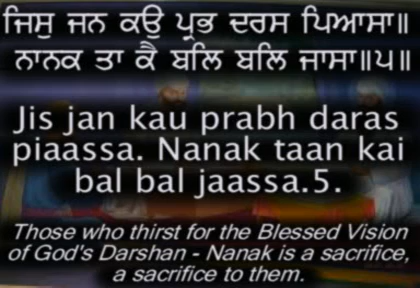 ਜਿਸੁ ਜਨ ਕਉ ਪ੍ਰਭ ਦਰਸ ਪਿਆਸਾ॥
ਨਾਨਕ ਤਾ ਕੈ ਬਲਿ ਬਲਿ ਜਾਸਾ॥੫॥
Jis jan kau prabh daras
piaassa. Nanak taan kai
bal bal jaassa.5.
Those who thirst for the Blessed Vision
of God's Darshan - Nanak is a sacrifice,
a sacrifice to them.